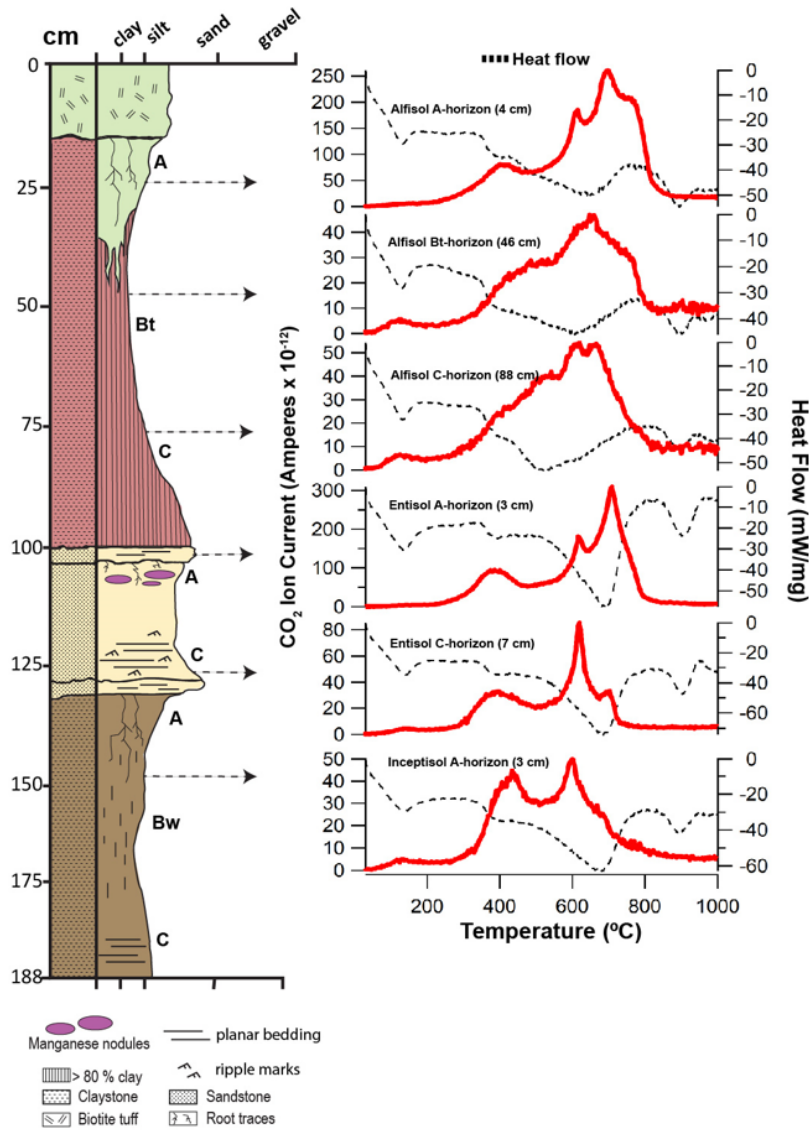 cm
clay
silt
sand
gravel
0
25
50
75
100
125
150
175
188
A
Bt
C
A
C
A
Bw
C
Manganese nodules
planar bedding
ripple marks
> 80 % clay
Claystone
Sandstone
Biotite tuff
Root traces
Heat flow
CO2 Ion Current (Amperes x 10-12)
Heat Flow (mW/mg)
Alfisol A-horizon (4 cm)
250
200
150
100
50
0
0
-10
-20
-30
-40
-50
Alfisol Bt-horizon (46 cm)
40
30
20
10
0
0
-10
-20
-30
-40
Alfisol C-horizon (88 cm)
50
40
30
20
10
0
0
-10
-20
-30
-40
-50
Entisol A-horizon (3 cm)
300
200
100
0
0
-10
-20
-30
-40
-50
Entisol C-horizon (7 cm)
80
60
40
20
0
0
-20
-40
-60
Inceptisol A-horizon (3 cm)
50
40
30
20
10
0
0
-10
-20
-30
-40
-50
-60
200
400
600
800
1000
Temperature (ºC)